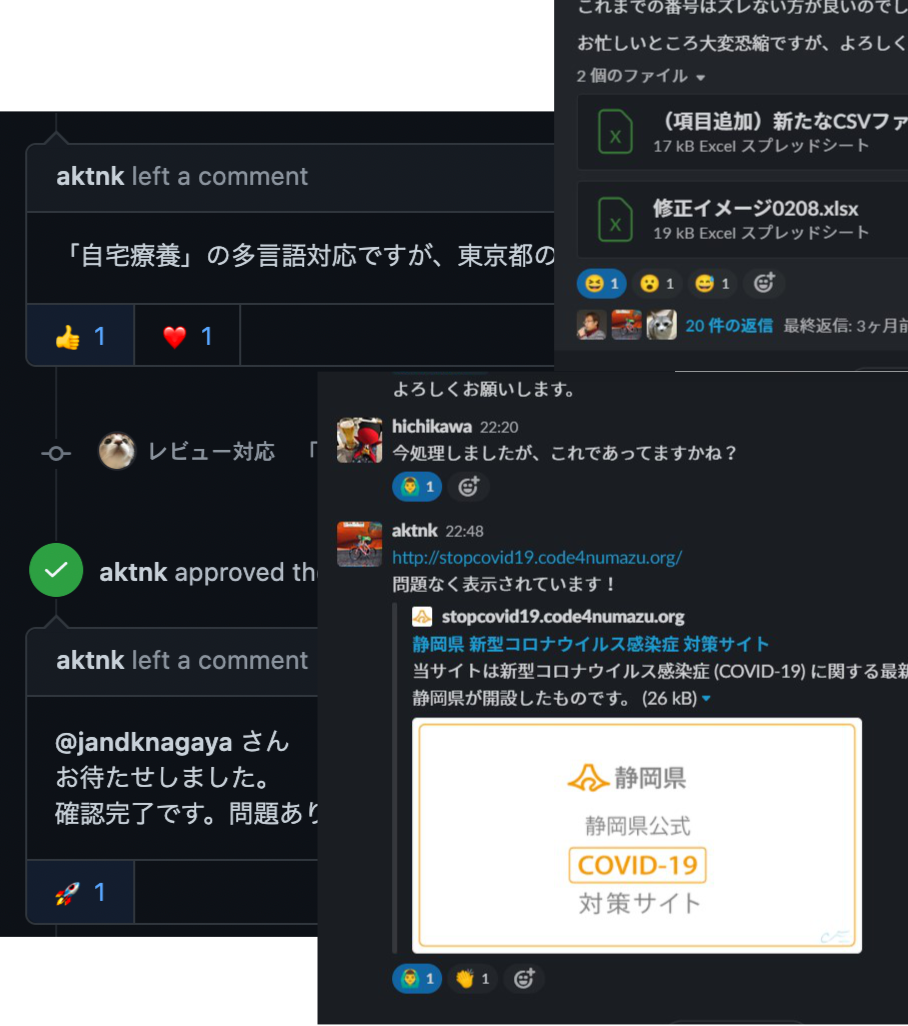 これまでの番号はズレない方が良いのでし
お忙しいところ大変恐縮ですが、よろしく
2 個のファイル
（項目追加）新たなCSVファ
17 kB Excel スプレッドシート
修正イメージ0208.xlsx
19 kB Excel スプレッドシート
1 1 1
20 件の返信 最終返信: 3ヶ月前
aktnk left a comment
「自宅療養」の多言語対応ですが、東京都の
1 1
レビュー対応 「
aktnk approved the
aktnk left a comment
@jandknagaya さん
お待たせしました。
確認完了です。問題あり
1
よろしくお願いします。
hichikawa 22:20
今処理しましたが、これであってますかね？
1
aktnk 22:48
http://stopcovid19.code4numazu.org/
問題なく表示されています！
stopcovid19.code4numazu.org
静岡県 新型コロナウイルス感染症 対策サイト
当サイトは新型コロナウイルス感染症 (COVID-19) に関する最新
静岡県が開設したものです。 (26 kB)
静岡県
静岡県公式
COVID-19
対策サイト
1 1